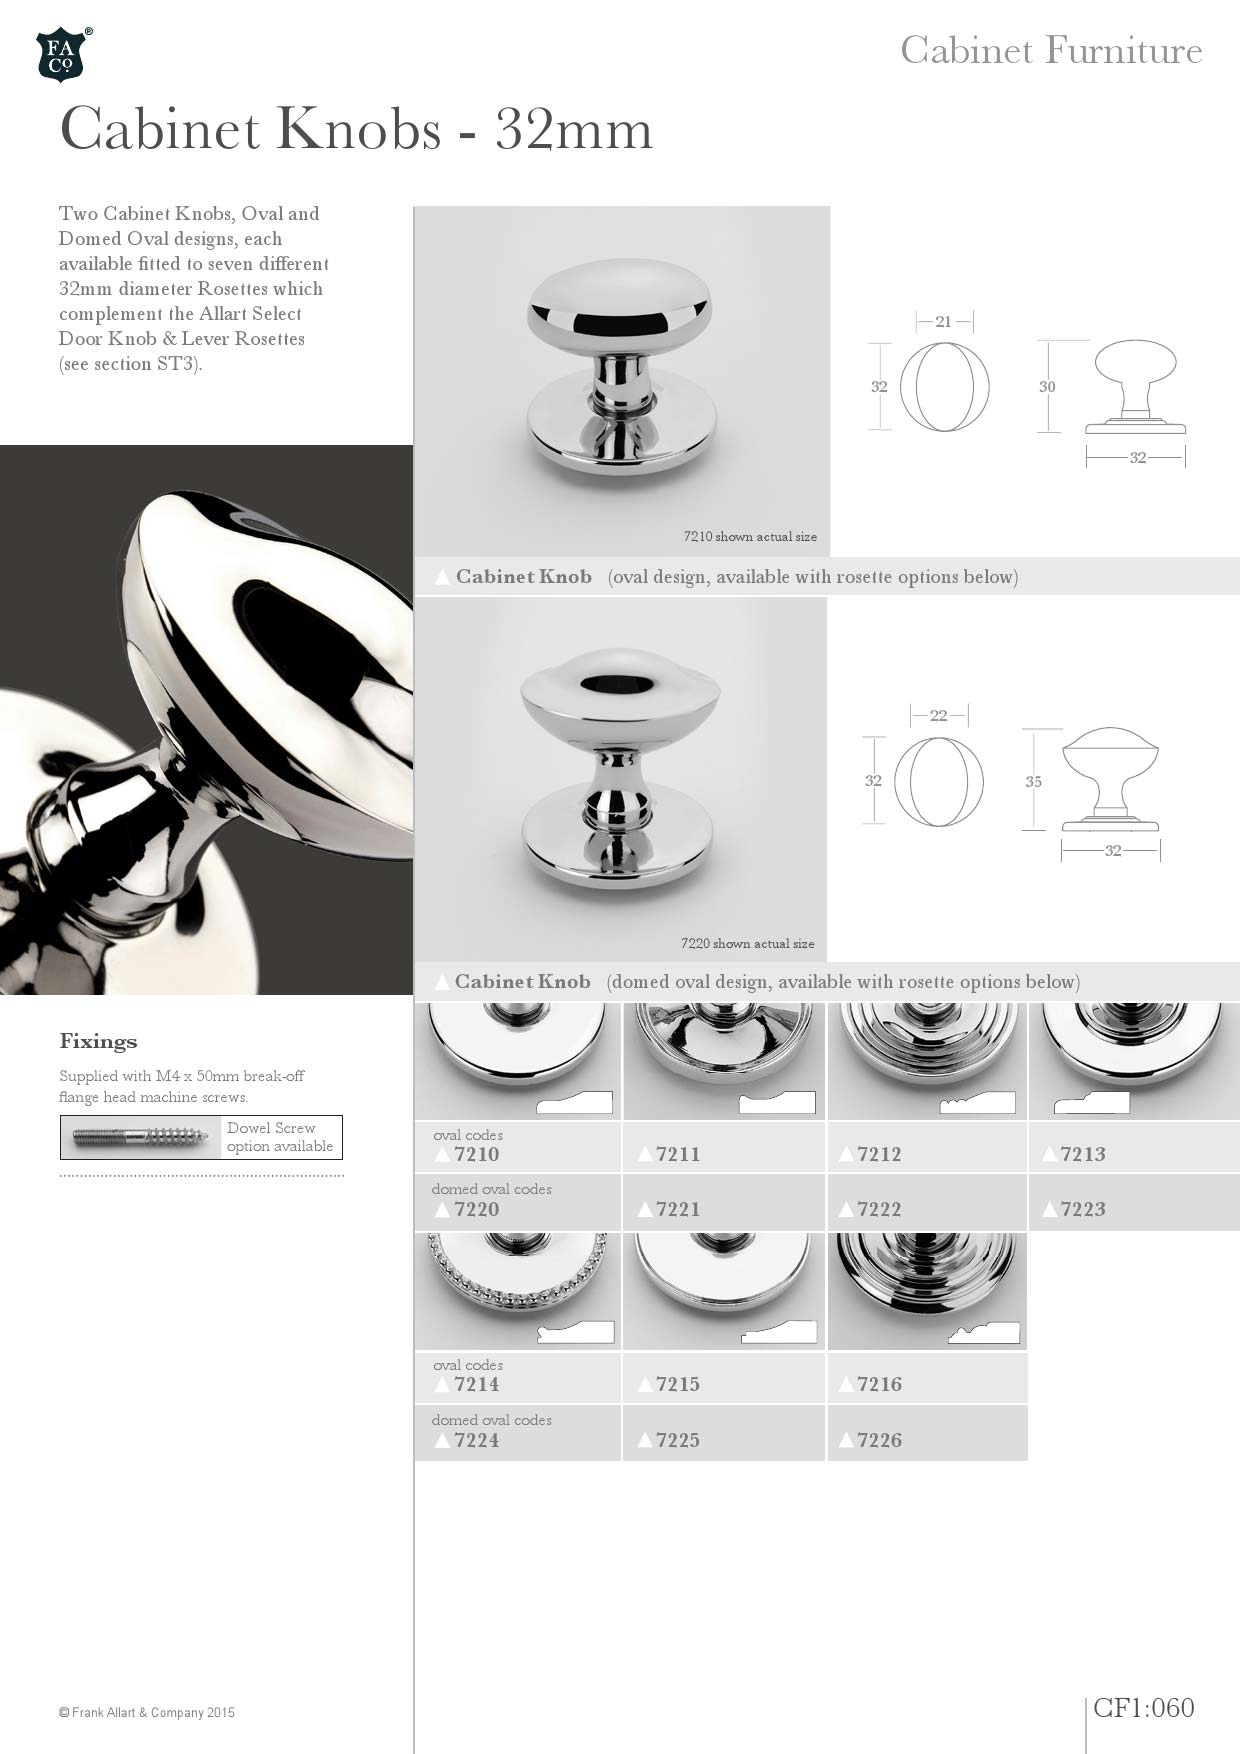 FA
Co.
®
Cabinet Furniture
Cabinet Knobs - 32mm
Two Cabinet Knobs, Oval and
Domed Oval designs, each
available fitted to seven different
32mm diameter Rosettes which
complement the Allart Select
Door Knob & Lever Rosettes
(see section ST3).
21
32
30
32
7210 shown actual size
Cabinet Knob (oval design, available with rosette options below)
22
32
35
32
7220 shown actual size
Cabinet Knob (domed oval design, available with rosette options below)
Fixings
Supplied with M4 x 50mm break-off
flange head machine screws.
Dowel Screw
option available
oval codes
7210 7211 7212 7213
domed oval codes
7220 7221 7222 7223
oval codes
7214 7215 7216
domed oval codes
7224 7225 7226
© Frank Allart & Company 2015
CF1:060